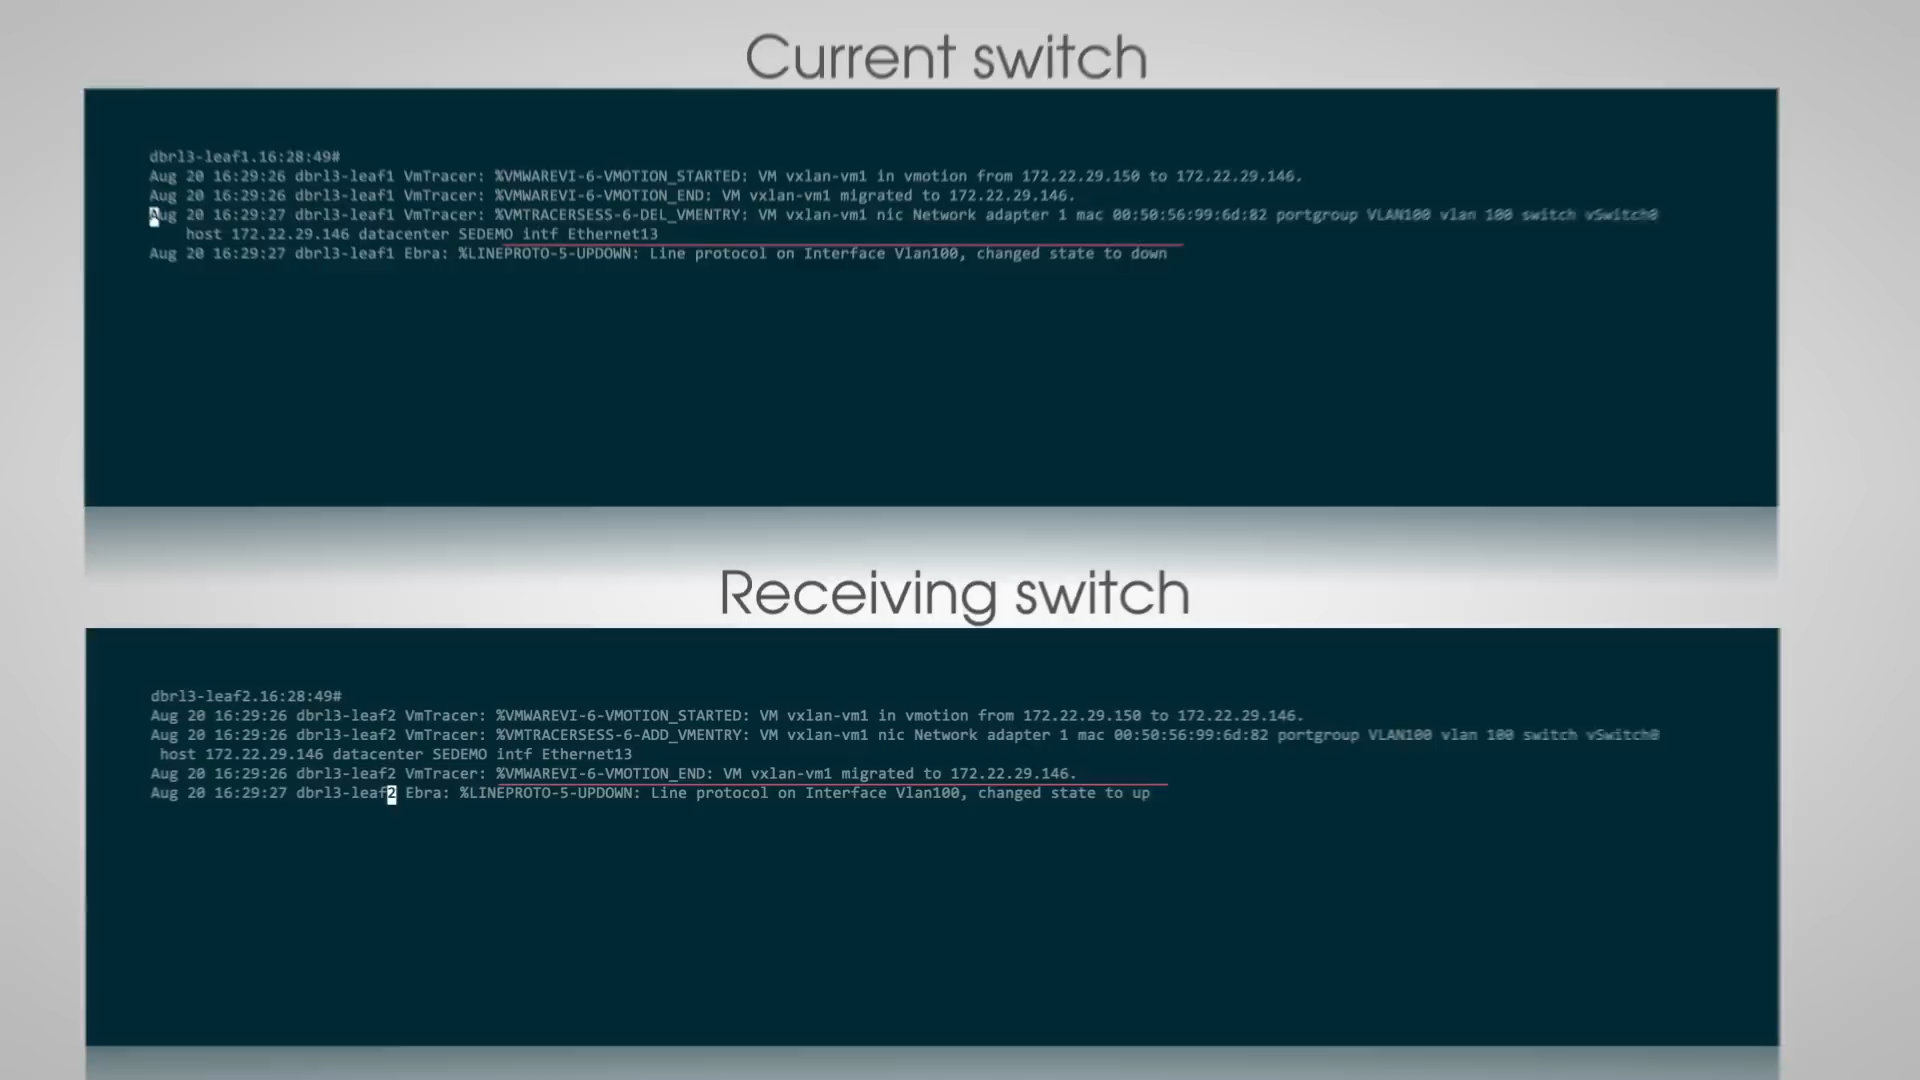 Current switch
dbrl3-leaf1.16:28:49#
Aug 20 16:29:26 dbrl3-leaf1 VmTracer: %VMWAREVI-6-VMOTION_STARTED: VM vxlan-vm1 in vmotion from 172.22.29.150 to 172.22.29.146.
Aug 20 16:29:26 dbrl3-leaf1 VmTracer: %VMWAREVI-6-VMOTION_END: VM vxlan-vm1 migrated to 172.22.29.146.
Aug 20 16:29:27 dbrl3-leaf1 VmTracer: %VMTRACERSESS-6-DEL_VMENTRY: VM vxlan-vm1 nic Network adapter 1 mac 00:50:56:99:6d:82 portgroup VLAN100 vlan 100 switch vSwitch0
host 172.22.29.146 datacenter SEDEMO intf Ethernet13
Aug 20 16:29:27 dbrl3-leaf1 Ebra: %LINEPROTO-5-UPDOWN: Line protocol on Interface Vlan100, changed state to down
Receiving switch
dbrl3-leaf2.16:28:49#
Aug 20 16:29:26 dbrl3-leaf2 VmTracer: %VMWAREVI-6-VMOTION_STARTED: VM vxlan-vm1 in vmotion from 172.22.29.150 to 172.22.29.146.
Aug 20 16:29:26 dbrl3-leaf2 VmTracer: %VMTRACERSESS-6-ADD_VMENTRY: VM vxlan-vm1 nic Network adapter 1 mac 00:50:56:99:6d:82 portgroup VLAN100 vlan 100 switch vSwitch0
host 172.22.29.146 datacenter SEDEMO intf Ethernet13
Aug 20 16:29:26 dbrl3-leaf2 VmTracer: %VMWAREVI-6-VMOTION_END: VM vxlan-vm1 migrated to 172.22.29.146.
Aug 20 16:29:27 dbrl3-leaf2 Ebra: %LINEPROTO-5-UPDOWN: Line protocol on Interface Vlan100, changed state to up